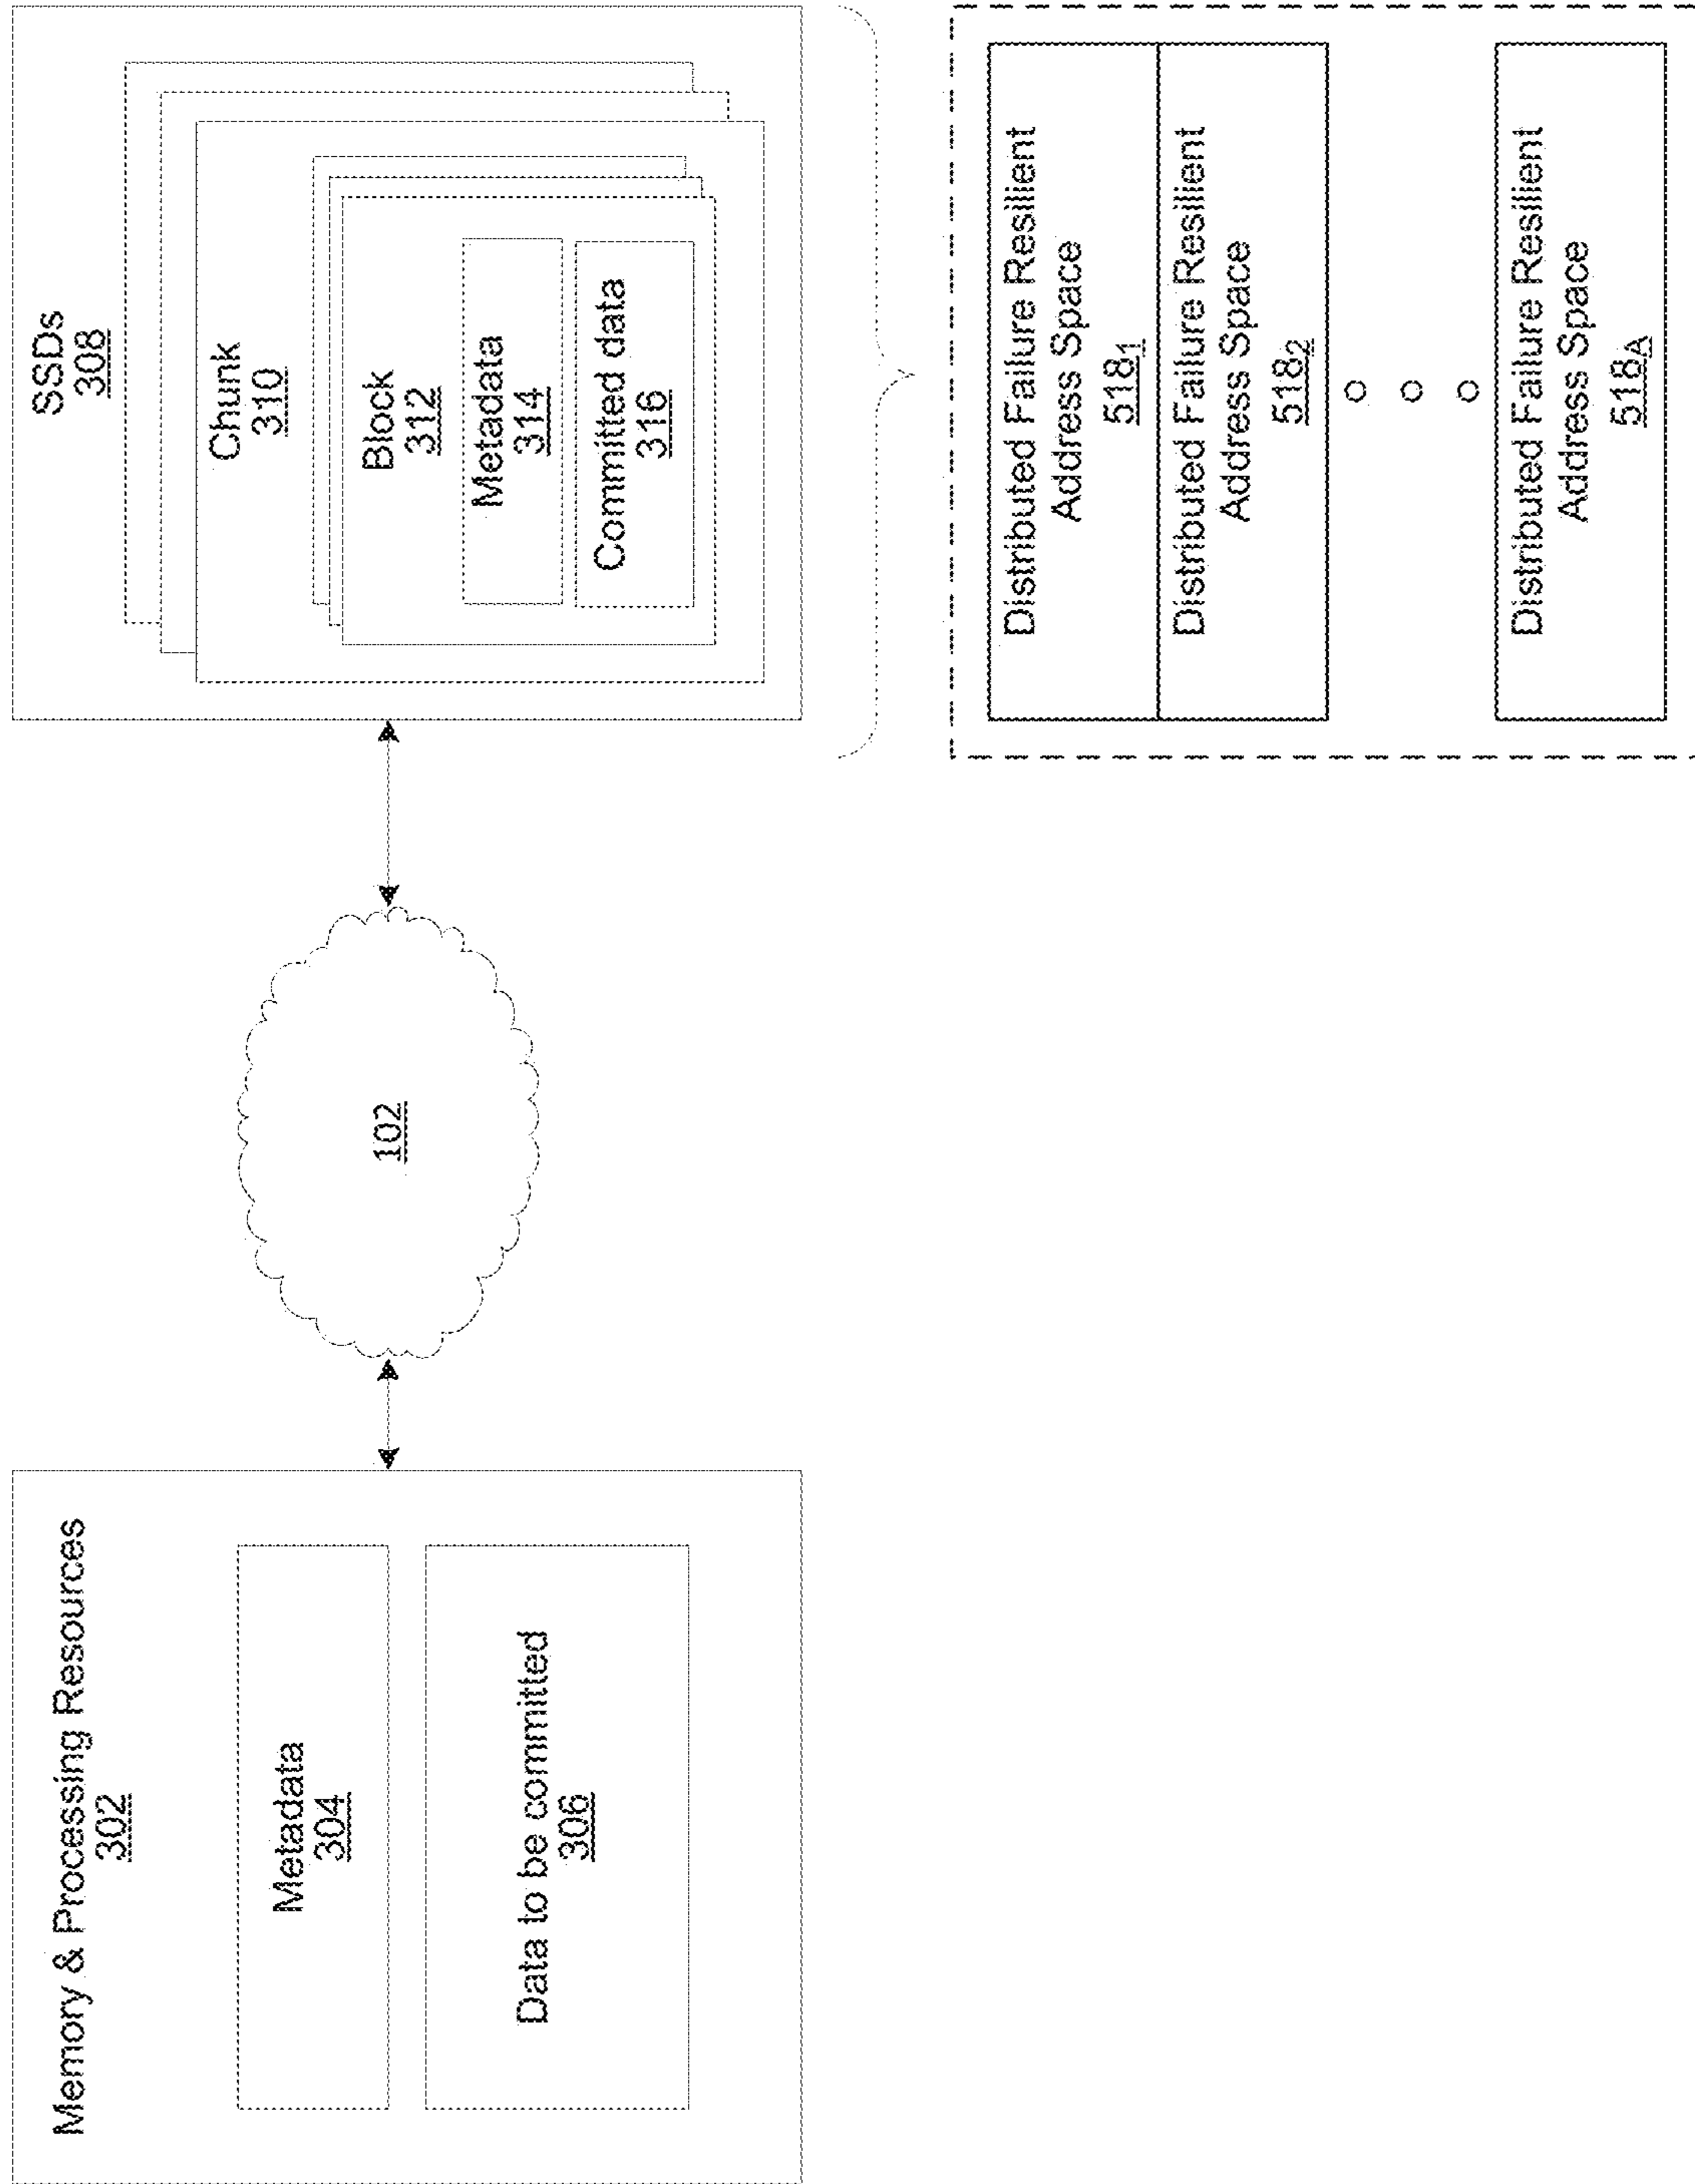 Memory & Processing Resources
302
Metadata
304
Data to be committed
306
102
SSDs
308
Chunk
310
Block
312
Metadata
314
Committed data
316
Distributed Failure Resilient
Address Space
518₁
Distributed Failure Resilient
Address Space
518₂
Distributed Failure Resilient
Address Space
518A